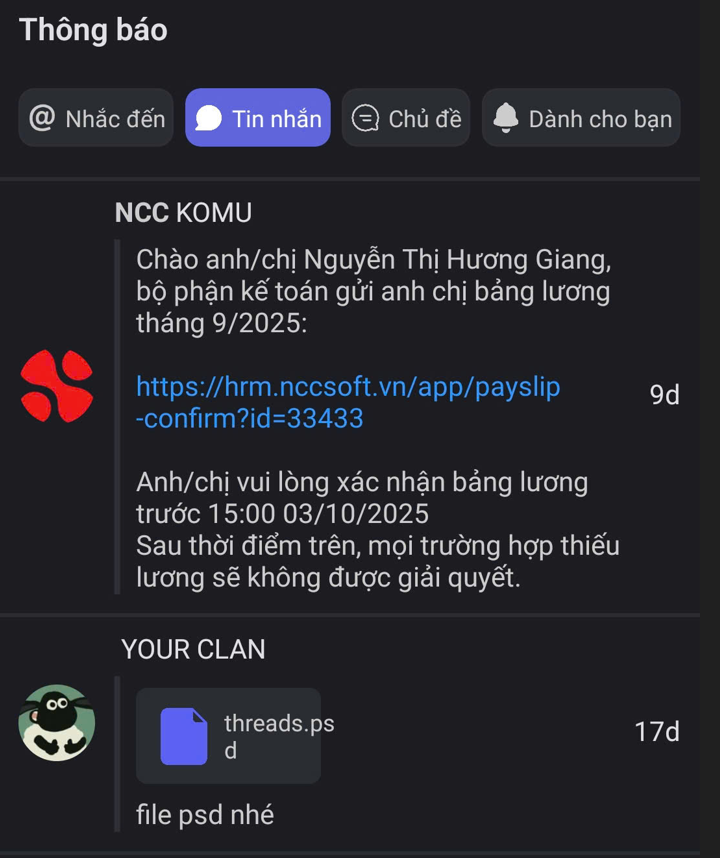 Thông báo
Nhắc đến
Tin nhắn
Chủ đề
Dành cho bạn
NCC KOMU
Chào anh/chị Nguyễn Thị Hương Giang,
bộ phận kế toán gửi anh chị bảng lương
tháng 9/2025:
https://hrm.nccsoft.vn/app/payslip
-confirm?id=33433
9d
Anh/chị vui lòng xác nhận bảng lương
trước 15:00 03/10/2025
Sau thời điểm trên, mọi trường hợp thiếu
lương sẽ không được giải quyết.
YOUR CLAN
threads.ps
d
17d
file psd nhé